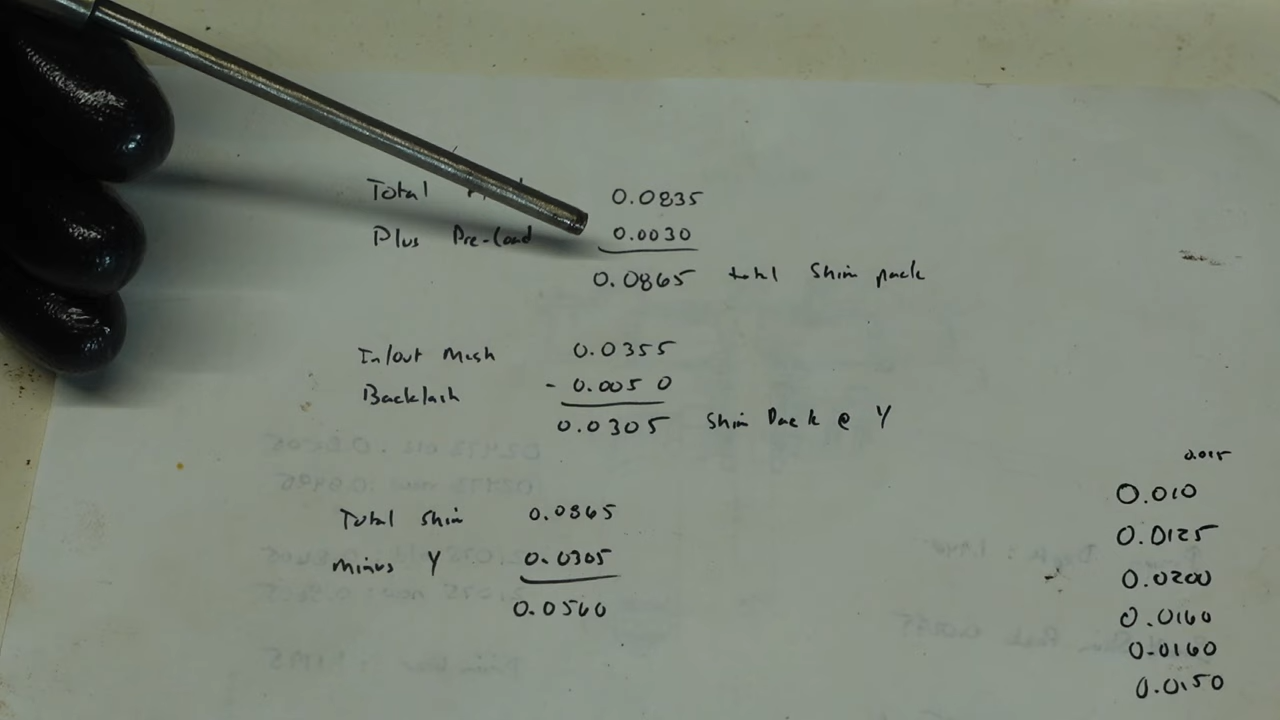 Total 0.0835
Plus Pre-Load 0.0030
0.0865 total Shim pack
In/out Mesh 0.0355
Backlash - 0.0050
0.0305 Shim Pack @ Y
Total Shim 0.0865
minus Y 0.0305
0.0560
0.015
0.010
0.0125
0.0200
0.0160
0.0160
0.0150